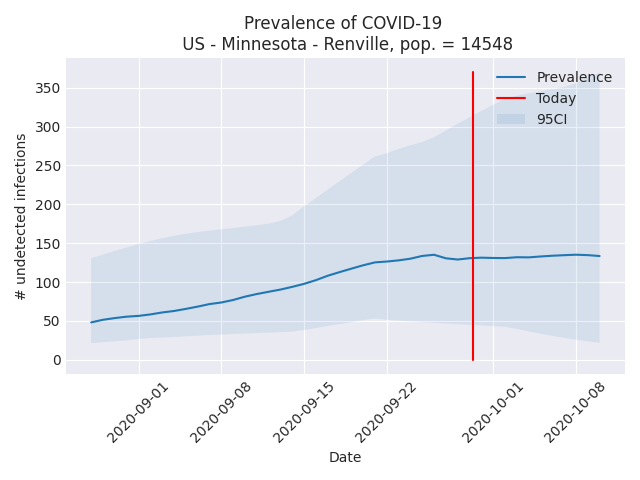 Prevalence of COVID-19
US - Minnesota - Renville, pop. = 14548
Prevalence
Today
95CI
350
300
250
200
150
100
50
0
# undetected infections
2020-09-01
2020-09-08
2020-09-15
2020-09-22
2020-10-01
2020-10-08
Date